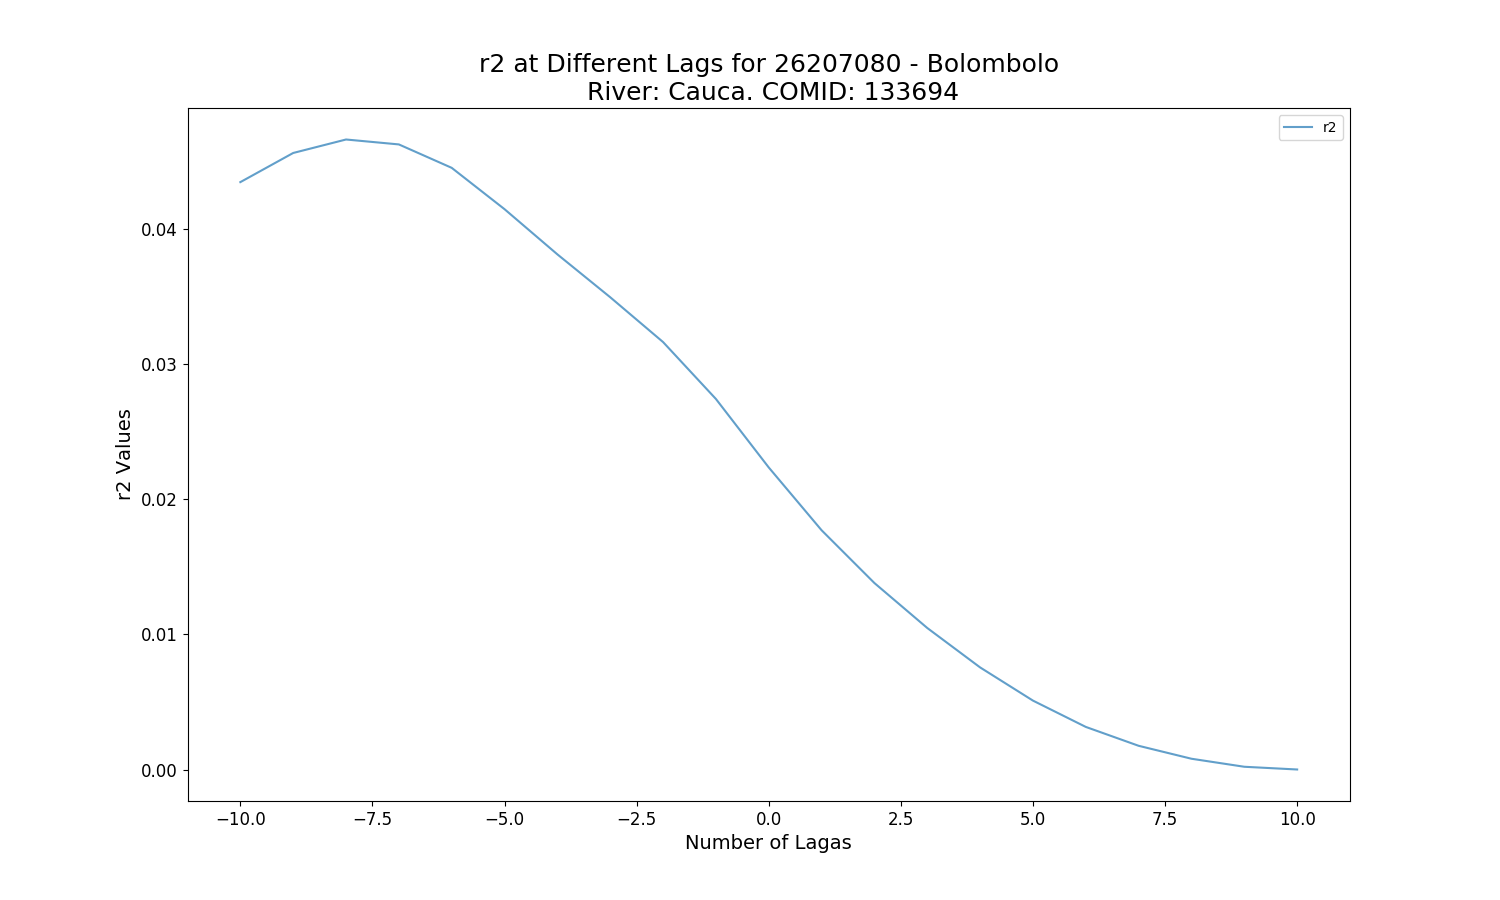 r2 at Different Lags for 26207080 - Bolombolo
River: Cauca. COMID: 133694
r2
0.04
0.03
0.02
0.01
0.00
r2 Values
−10.0 −7.5 −5.0 −2.5 0.0 2.5 5.0 7.5 10.0
Number of Lagas